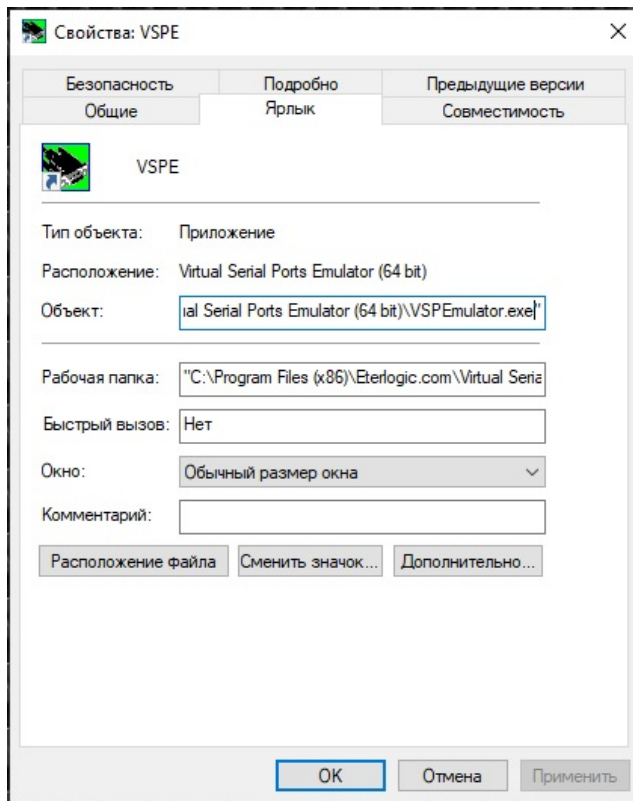 Свойства: VSPE
Безопасность Подробно Предыдущие версии
Общие Ярлык Совместимость
VSPE
Тип объекта: Приложение
Расположение: Virtual Serial Ports Emulator (64 bit)
Объект: ual Serial Ports Emulator (64 bit)\VSPEmulator.exe"
Рабочая папка: "C:\Program Files (x86)\Eterlogic.com\Virtual Seria
Быстрый вызов: Нет
Окно: Обычный размер окна
Комментарий:
Расположение файла Сменить значок... Дополнительно...
OK Отмена Применить